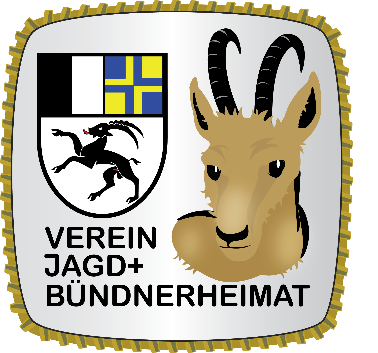 VEREIN
JAGD+
BÜNDNERHEIMAT